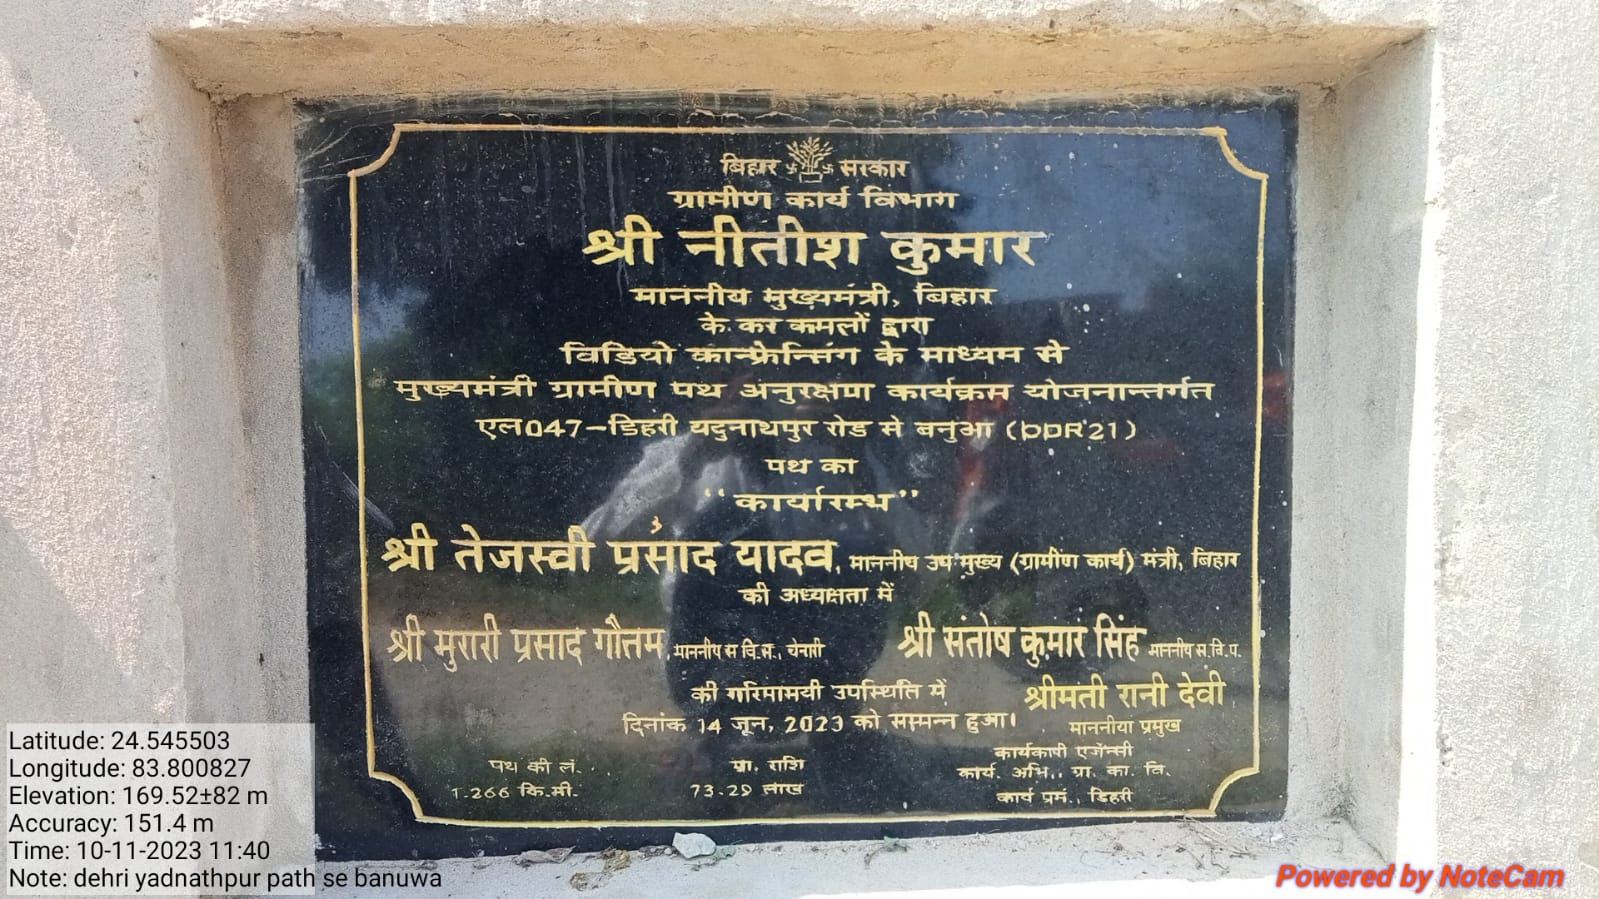 बिहार सरकार
ग्रामीण कार्य विभाग
श्री नीतीश कुमार
माननीय मुख्यमंत्री, बिहार
के कर कमलों द्वारा
विडियो कान्फ्रेन्सिंग के माध्यम से
मुख्यमंत्री ग्रामीण पथ अनुरक्षण कार्यक्रम योजनान्तर्गत
एल047-डिहरी यदुनाथपुर रोड से बनुआ (DDR'21)
पथ का
"कार्यारम्भ"
श्री तेजस्वी प्रसाद यादव, माननीय उप मुख्य (ग्रामीण कार्य) मंत्री, बिहार
की अध्यक्षता में
श्री मुरारी प्रसाद गौतम, माननीय स.वि.स., चेनारी
श्री संतोष कुमार सिंह माननीय स.वि.प.
की गरिमामयी उपस्थिति में
श्रीमती रानी देवी
माननीया प्रमुख
दिनांक 14 जून, 2023 को सम्पन्न हुआ।
पथ की लं.
1.266 कि.मी.
प्रा. राशि
73.29 लाख
कार्यकारी एजेंन्सी
कार्य. अभि., ग्रा. का. वि.
कार्य प्रमं., डिहरी
Latitude: 24.545503
Longitude: 83.800827
Elevation: 169.52±82 m
Accuracy: 151.4 m
Time: 10-11-2023 11:40
Note: dehri yadnathpur path se banuwa
Powered by NoteCam